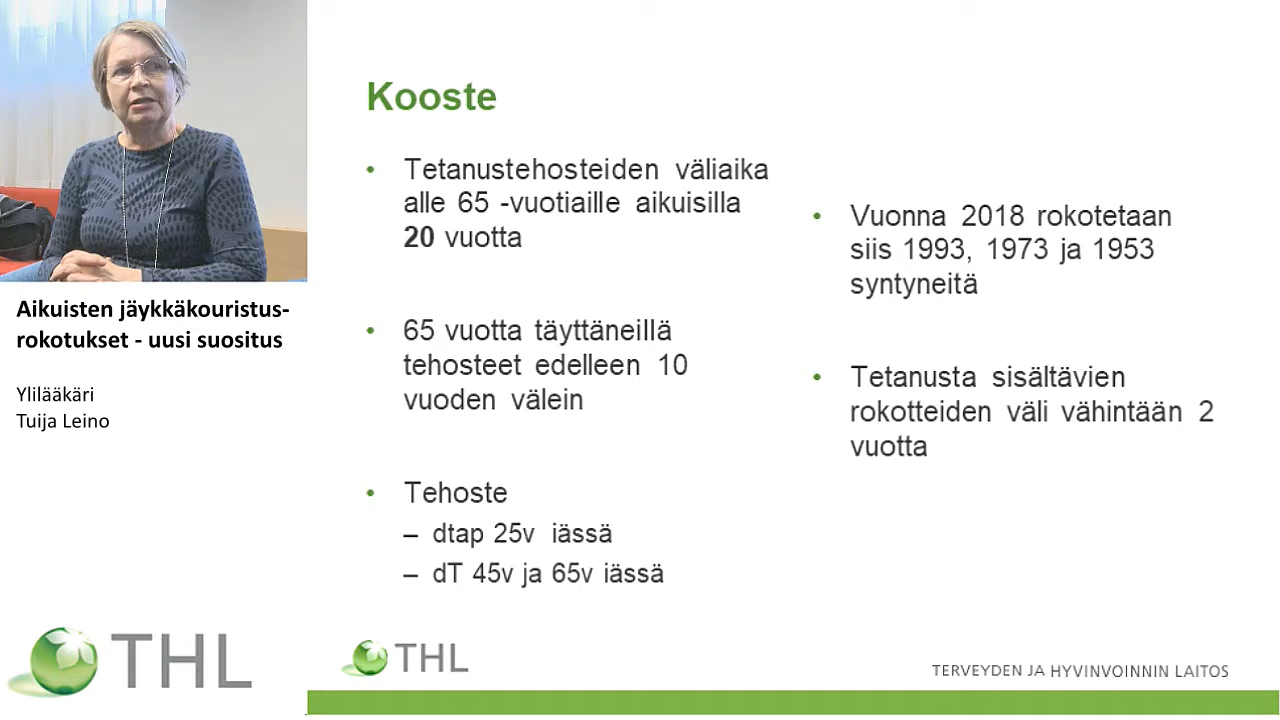 Aikuisten jäykkäkouristus-
rokotukset - uusi suositus
Ylilääkäri
Tuija Leino
THL
Kooste
• Tetanustehosteiden väliaika
alle 65 -vuotiaille aikuisilla
20 vuotta
• 65 vuotta täyttäneillä
tehosteet edelleen 10
vuoden välein
• Tehoste
– dtap 25v iässä
– dT 45v ja 65v iässä
• Vuonna 2018 rokotetaan
siis 1993, 1973 ja 1953
syntyneitä
• Tetanusta sisältävien
rokotteiden väli vähintään 2
vuotta
THL
TERVEYDEN JA HYVINVOINNIN LAITOS